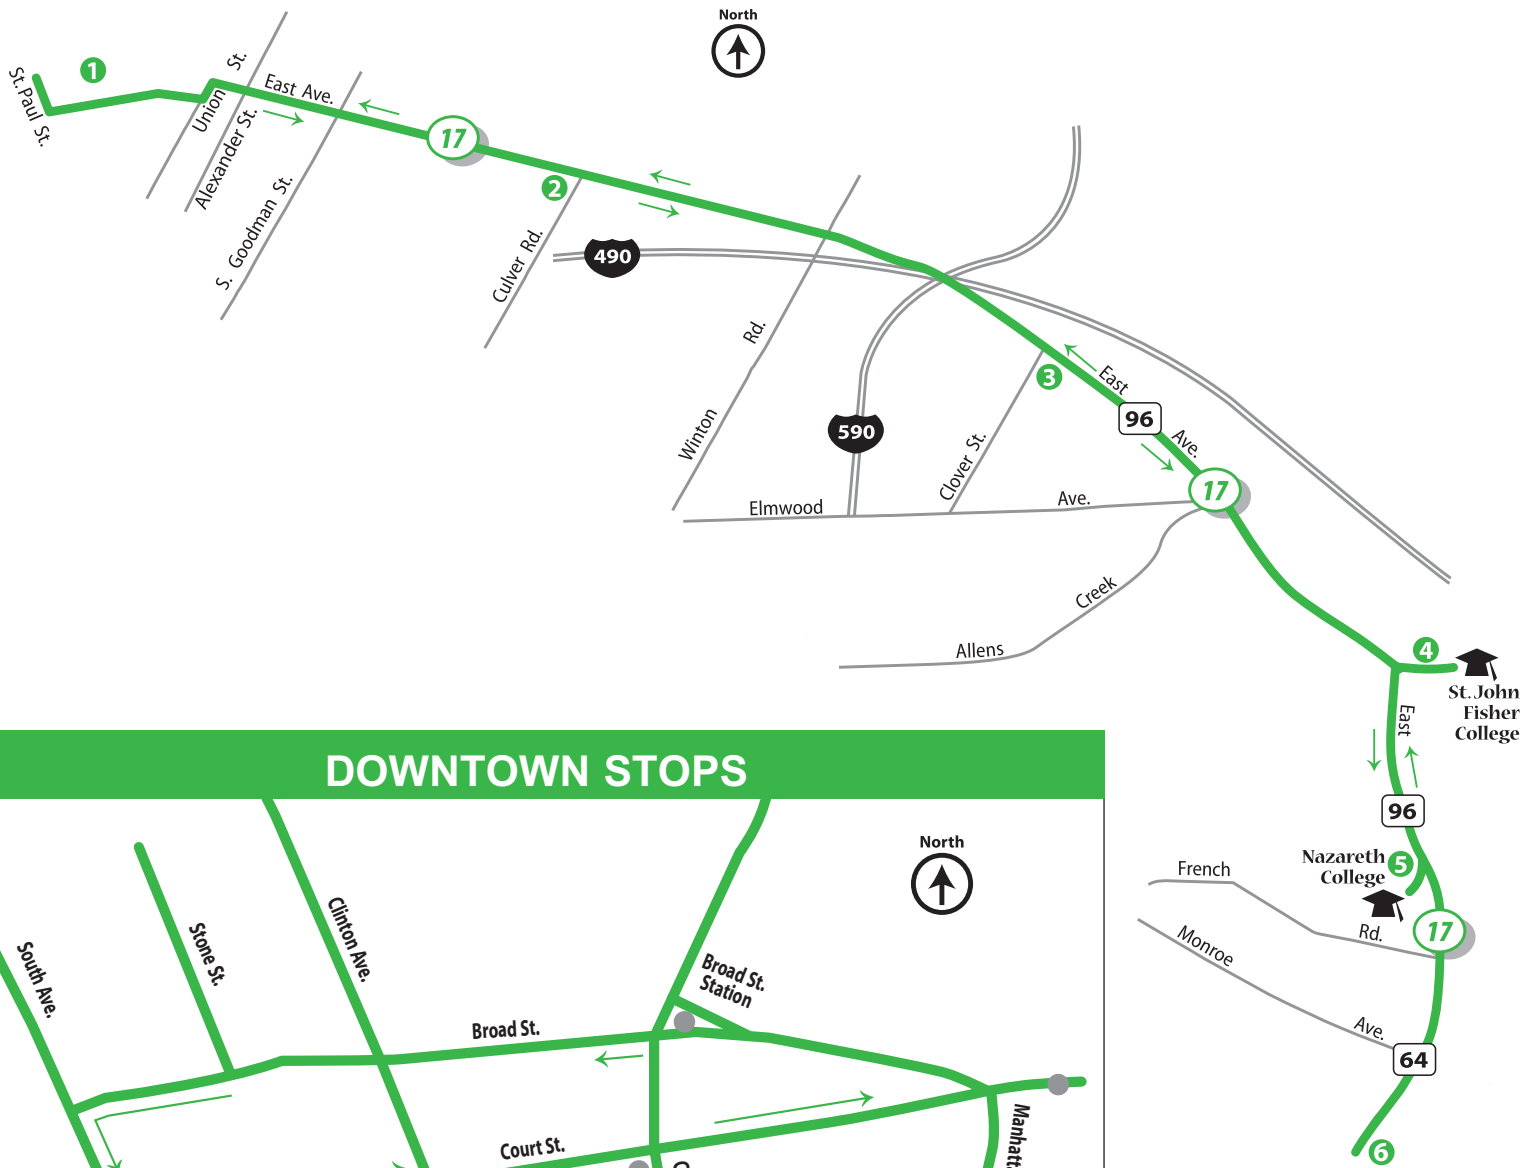 North
1
St. Paul St.
Union St.
East Ave.
Alexander St.
S. Goodman St.
17
2
Culver Rd.
490
Winton Rd.
590
3
East Ave.
96
Clover St.
17
Elmwood Ave.
Allens Creek
4
St. John
Fisher
College
East
96
Nazareth
College
5
French Rd.
17
Monroe Ave.
64
6
DOWNTOWN STOPS
North
South Ave.
Stone St.
Clinton Ave.
Broad St.
Station
Broad St.
Court St.
Manhatt